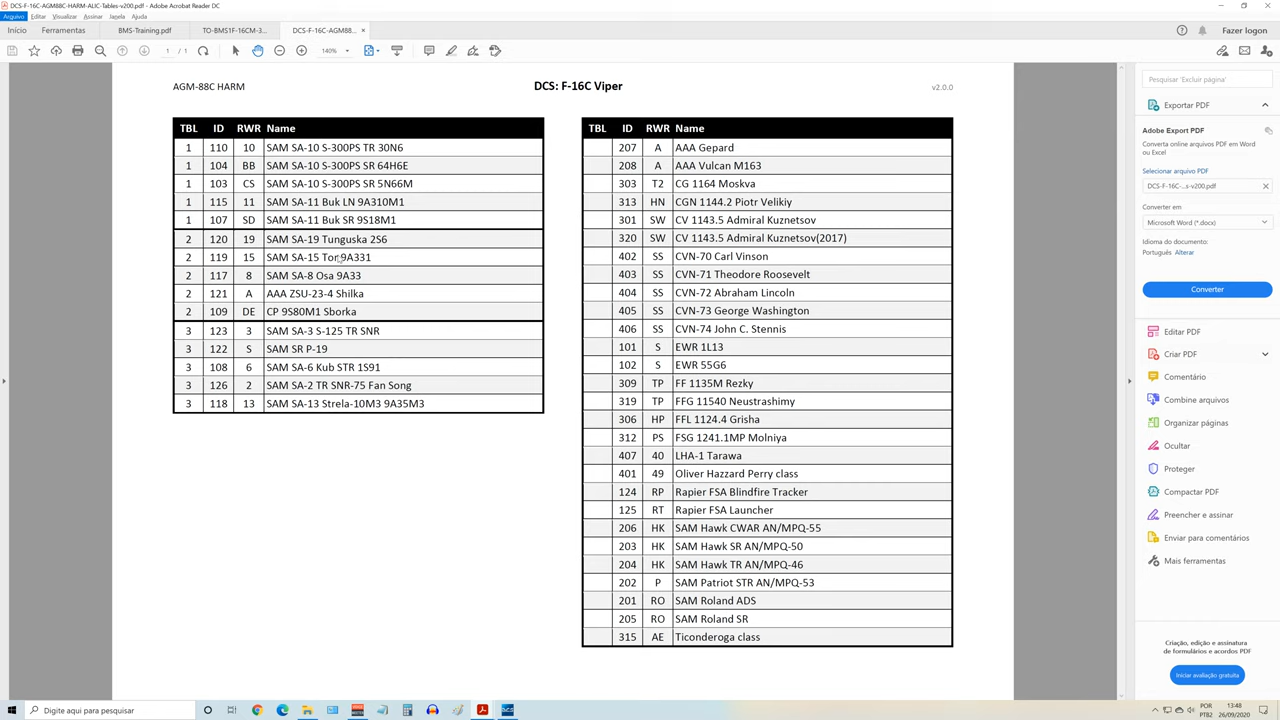 DCS-F-16C-AGM88C-HARM-ALIC-Tables-v200.pdf - Adobe Acrobat Reader DC
Arquivo Editar Visualizar Assinar Janela Ajuda
Início Ferramentas BMS-Training.pdf TO-BMS1F-16CM-3... DCS-F-16C-AGM88... × Fazer logon
1 / 1 140%
AGM-88C HARM DCS: F-16C Viper v2.0.0
TBL ID RWR Name
1 110 10 SAM SA-10 S-300PS TR 30N6
1 104 BB SAM SA-10 S-300PS SR 64H6E
1 103 CS SAM SA-10 S-300PS SR 5N66M
1 115 11 SAM SA-11 Buk LN 9A310M1
1 107 SD SAM SA-11 Buk SR 9S18M1
2 120 19 SAM SA-19 Tunguska 2S6
2 119 15 SAM SA-15 Tor 9A331
2 117 8 SAM SA-8 Osa 9A33
2 121 A AAA ZSU-23-4 Shilka
2 109 DE CP 9S80M1 Sborka
3 123 3 SAM SA-3 S-125 TR SNR
3 122 S SAM SR P-19
3 108 6 SAM SA-6 Kub STR 1S91
3 126 2 SAM SA-2 TR SNR-75 Fan Song
3 118 13 SAM SA-13 Strela-10M3 9A35M3
TBL ID RWR Name
207 A AAA Gepard
208 A AAA Vulcan M163
303 T2 CG 1164 Moskva
313 HN CGN 1144.2 Piotr Velikiy
301 SW CV 1143.5 Admiral Kuznetsov
320 SW CV 1143.5 Admiral Kuznetsov(2017)
402 SS CVN-70 Carl Vinson
403 SS CVN-71 Theodore Roosevelt
404 SS CVN-72 Abraham Lincoln
405 SS CVN-73 George Washington
406 SS CVN-74 John C. Stennis
101 S EWR 1L13
102 S EWR 55G6
309 TP FF 1135M Rezky
319 TP FFG 11540 Neustrashimy
306 HP FFL 1124.4 Grisha
312 PS FSG 1241.1MP Molniya
407 40 LHA-1 Tarawa
401 49 Oliver Hazzard Perry class
124 RP Rapier FSA Blindfire Tracker
125 RT Rapier FSA Launcher
206 HK SAM Hawk CWAR AN/MPQ-55
203 HK SAM Hawk SR AN/MPQ-50
204 HK SAM Hawk TR AN/MPQ-46
202 P SAM Patriot STR AN/MPQ-53
201 RO SAM Roland ADS
205 RO SAM Roland SR
315 AE Ticonderoga class
Pesquisar 'Excluir página'
Exportar PDF
Adobe Export PDF
Converta arquivos PDF em Word
ou Excel
Selecionar arquivo PDF
DCS-F-16C-...s-v200.pdf ×
Converter em
Microsoft Word (*.docx)
Idioma do documento:
Português Alterar
Converter
Editar PDF
Criar PDF
Comentário
Combine arquivos
Organizar páginas
Ocultar
Proteger
Compactar PDF
Preencher e assinar
Enviar para comentários
Mais ferramentas
Criação, edição e assinatura
de formulários e acordos PDF
Iniciar avaliação gratuita
Digite aqui para pesquisar
POR 13:48
PTB2 26/09/2020